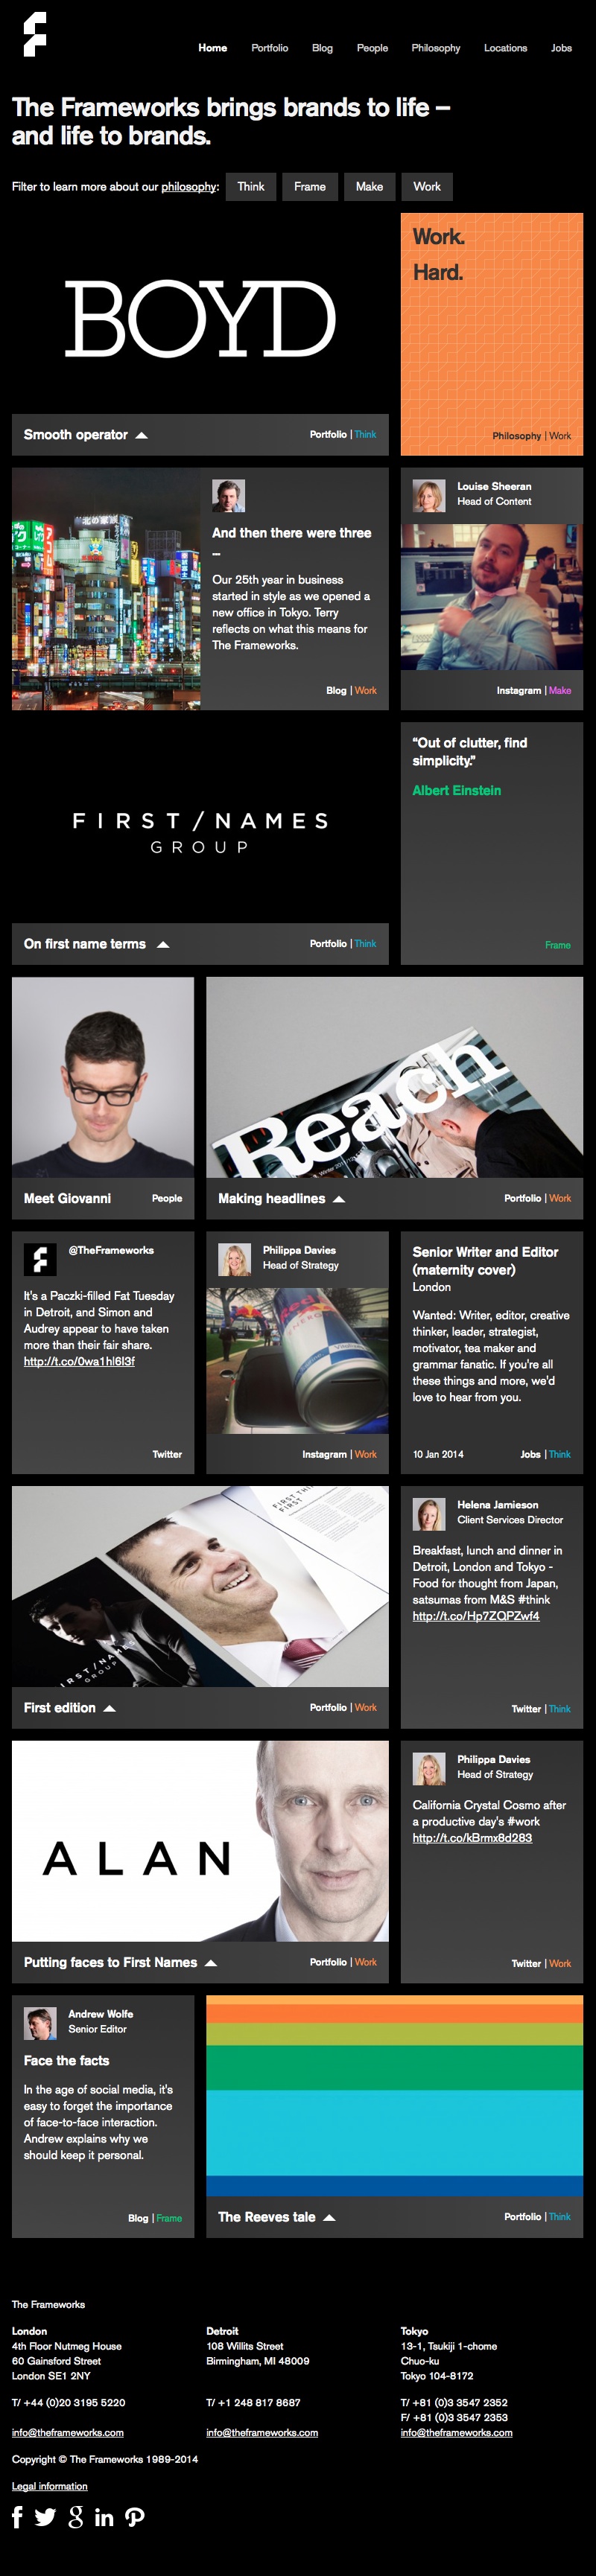 Home Portfolio Blog People Philosophy Locations Jobs
The Frameworks brings brands to life –
and life to brands.
Filter to learn more about our philosophy: Think Frame Make Work
BOYD
Smooth operator
Portfolio | Think
Work.
Hard.
Philosophy | Work
And then there were three
...
Our 25th year in business
started in style as we opened a
new office in Tokyo. Terry
reflects on what this means for
The Frameworks.
Blog | Work
Louise Sheeran
Head of Content
Instagram | Make
FIRST/NAMES
GROUP
On first name terms
Portfolio | Think
“Out of clutter, find
simplicity.”
Albert Einstein
Frame
Meet Giovanni
People
Reach
Making headlines
Portfolio | Work
@TheFrameworks
It's a Paczki-filled Fat Tuesday
in Detroit, and Simon and
Audrey appear to have taken
more than their fair share.
http://t.co/0wa1hl6I3f
Twitter
Philippa Davies
Head of Strategy
Red Bull
ENERGY
Instagram | Work
Senior Writer and Editor
(maternity cover)
London
Wanted: Writer, editor, creative
thinker, leader, strategist,
motivator, tea maker and
grammar fanatic. If you're all
these things and more, we'd
love to hear from you.
10 Jan 2014
Jobs | Think
FIRST
First edition
Portfolio | Work
Helena Jamieson
Client Services Director
Breakfast, lunch and dinner in
Detroit, London and Tokyo -
Food for thought from Japan,
satsumas from M&S #think
http://t.co/Hp7ZQPZwf4
Twitter | Think
ALAN
Putting faces to First Names
Portfolio | Work
Philippa Davies
Head of Strategy
California Crystal Cosmo after
a productive day's #work
http://t.co/kBrmx8d283
Twitter | Work
Andrew Wolfe
Senior Editor
Face the facts
In the age of social media, it's
easy to forget the importance
of face-to-face interaction.
Andrew explains why we
should keep it personal.
Blog | Frame
The Reeves tale
Portfolio | Think
The Frameworks
London
4th Floor Nutmeg House
60 Gainsford Street
London SE1 2NY
T/ +44 (0)20 3195 5220
info@theframeworks.com
Detroit
108 Willits Street
Birmingham, MI 48009
T/ +1 248 817 8687
info@theframeworks.com
Tokyo
13-1, Tsukiji 1-chome
Chuo-ku
Tokyo 104-8172
T/ +81 (0)3 3547 2352
F/ +81 (0)3 3547 2353
info@theframeworks.com
Copyright © The Frameworks 1989-2014
Legal information